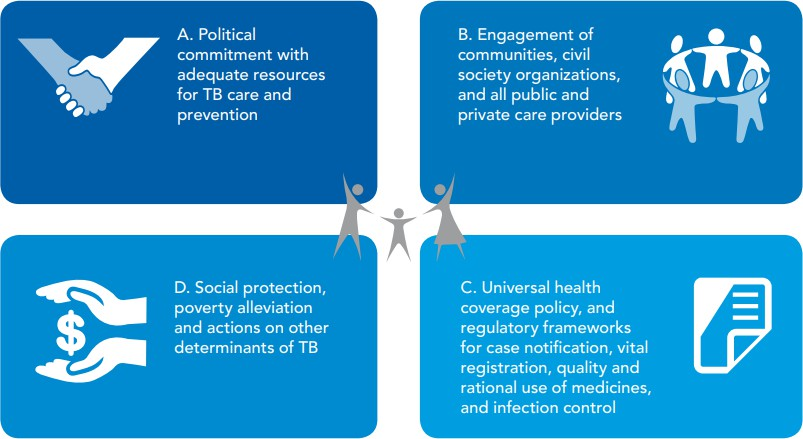 A. Political
commitment with
adequate resources
for TB care and
prevention
B. Engagement of
communities, civil
society organizations,
and all public and
private care providers
D. Social protection,
poverty alleviation
and actions on other
determinants of TB
$
C. Universal health
coverage policy, and
regulatory frameworks
for case notification, vital
registration, quality and
rational use of medicines,
and infection control